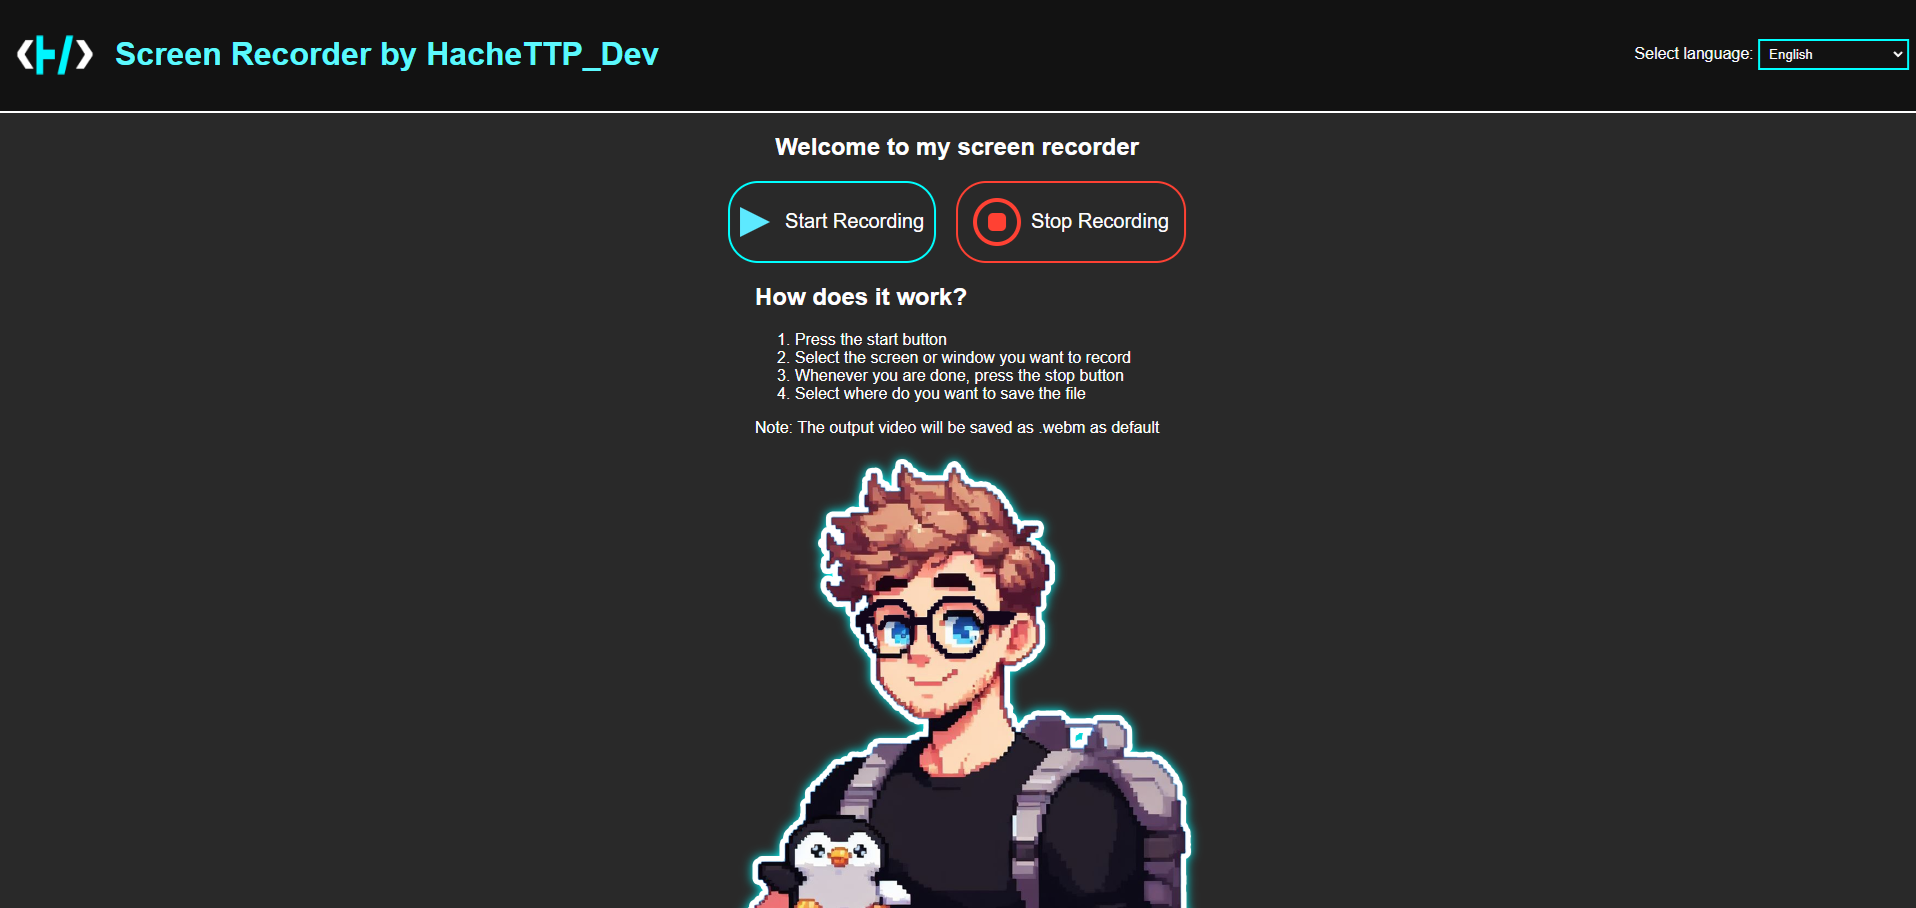 Screen Recorder by HacheTTP_Dev
Select language: English
Welcome to my screen recorder
Start Recording
Stop Recording
How does it work?
1. Press the start button
2. Select the screen or window you want to record
3. Whenever you are done, press the stop button
4. Select where do you want to save the file
Note: The output video will be saved as .webm as default